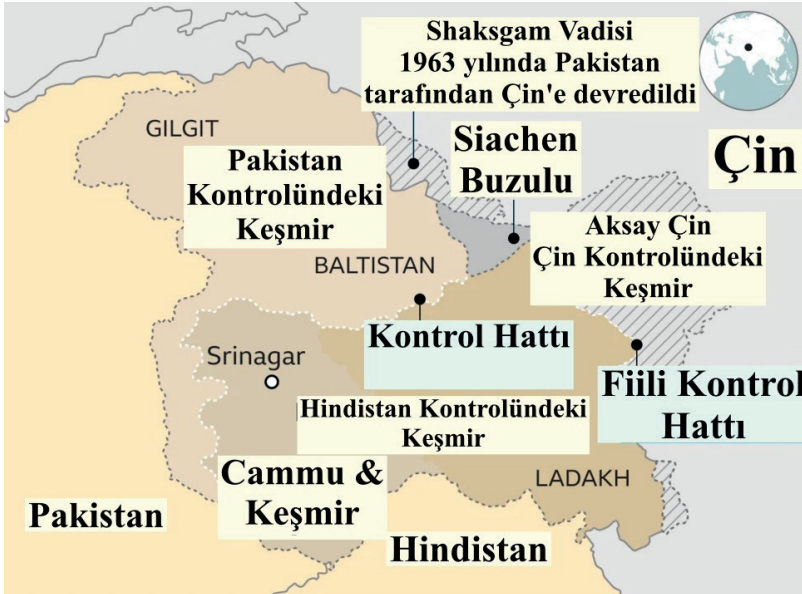 Shaksgam Vadisi
1963 yılında Pakistan
tarafından Çin'e devredildi
GILGIT
Siachen
Buzulu
Çin
Pakistan
Kontrolündeki
Keşmir
Aksay Çin
Çin Kontrolündeki
Keşmir
BALTISTAN
Kontrol Hattı
Srinagar
Fiili Kontrol
Hattı
Hindistan Kontrolündeki
Keşmir
Cammu &
Keşmir
LADAKH
Pakistan
Hindistan